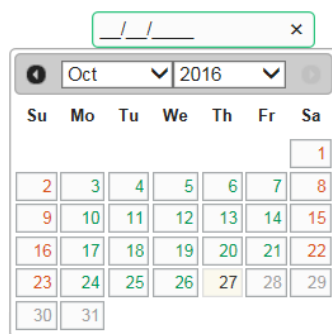 __/__/____ ×
Oct 2016
Su Mo Tu We Th Fr Sa
1
2 3 4 5 6 7 8
9 10 11 12 13 14 15
16 17 18 19 20 21 22
23 24 25 26 27 28 29
30 31